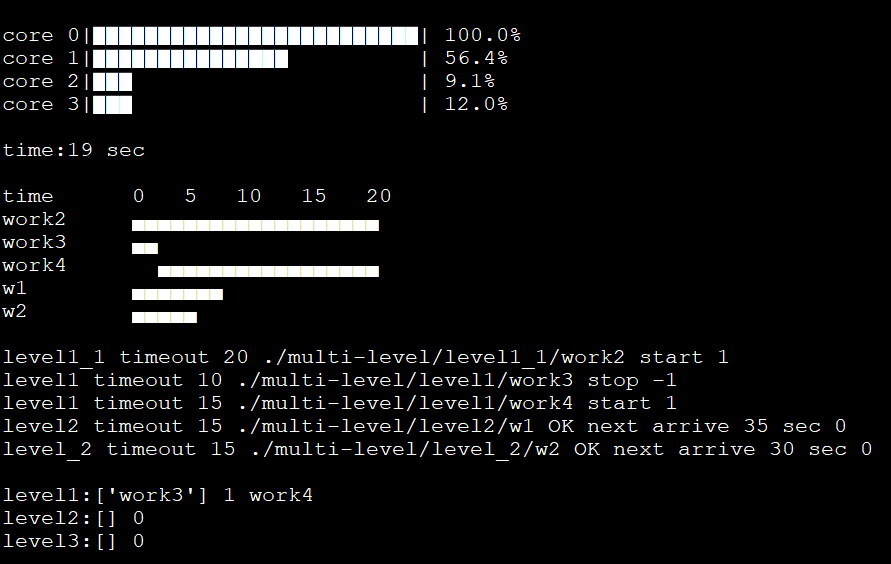 core 0| | 100.0%
core 1| | 56.4%
core 2| | 9.1%
core 3| | 12.0%
time:19 sec
time 0 5 10 15 20
work2
work3
work4
w1
w2
level1_1 timeout 20 ./multi-level/level1_1/work2 start 1
level1 timeout 10 ./multi-level/level1/work3 stop -1
level1 timeout 15 ./multi-level/level1/work4 start 1
level2 timeout 15 ./multi-level/level2/w1 OK next arrive 35 sec 0
level_2 timeout 15 ./multi-level/level_2/w2 OK next arrive 30 sec 0
level1:['work3'] 1 work4
level2:[] 0
level3:[] 0